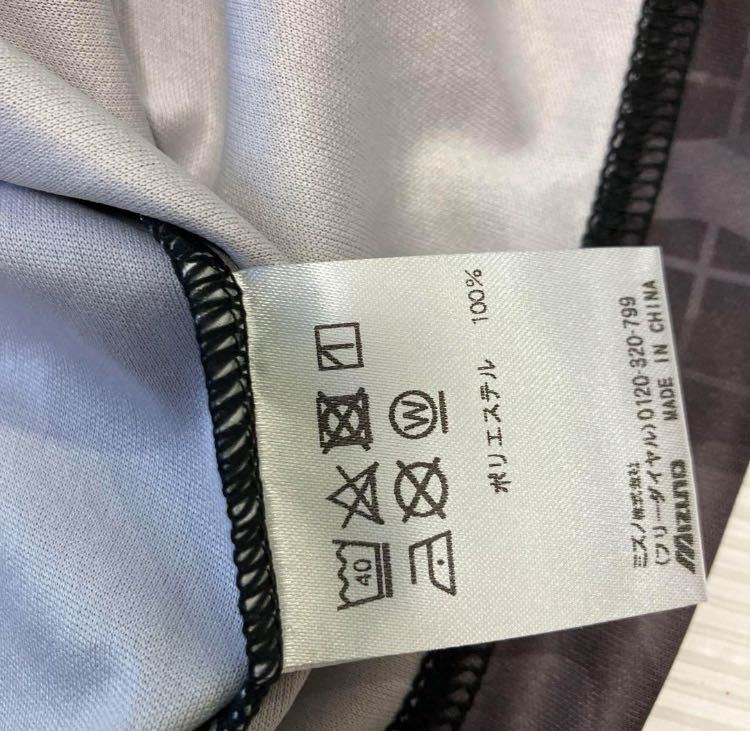 40
W
ポリエステル 100%
ミズノ株式会社
(フリーダイヤル)0120-320-799
Mizuno MADE IN CHINA